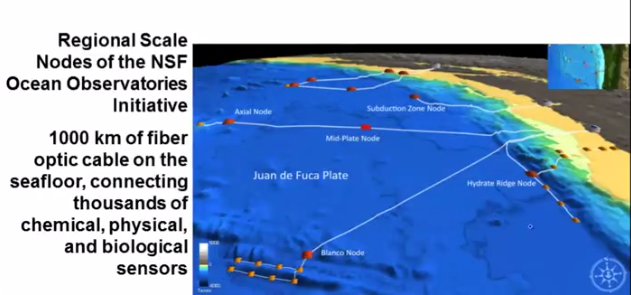 Regional Scale
Nodes of the NSF
Ocean Observatories
Initiative
1000 km of fiber
optic cable on the
seafloor, connecting
thousands of
chemical, physical,
and biological
sensors
Axial Node
Subduction Zone Node
Mid-Plate Node
Juan de Fuca Plate
Hydrate Ridge Node
Blanco Node